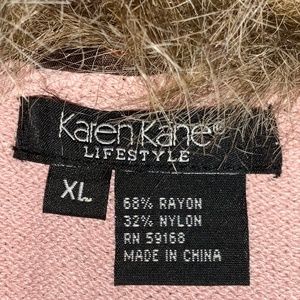 Karen Kane®
LIFESTYLE
XL
68% RAYON
32% NYLON
RN 59168
MADE IN CHINA